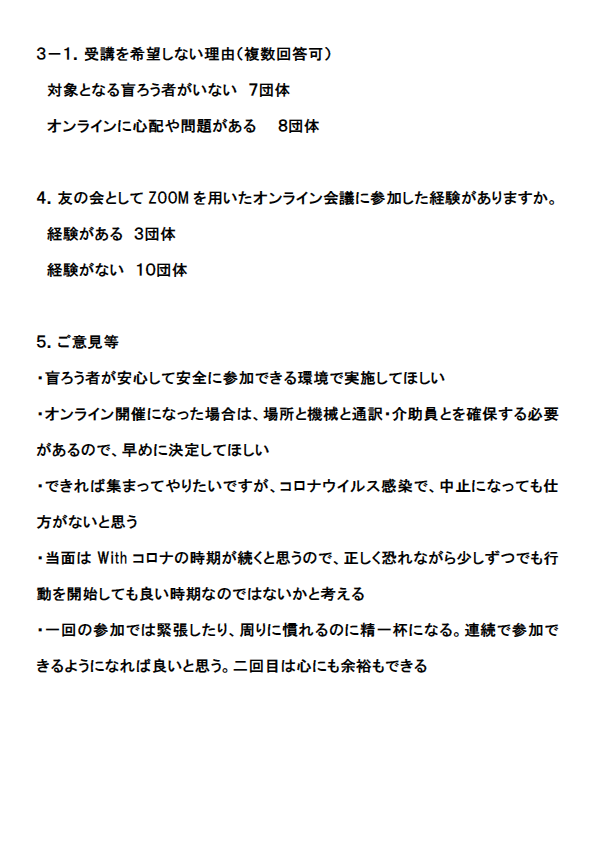 ３－１．受講を希望しない理由（複数回答可）
対象となる盲ろう者がいない　７団体
オンラインに心配や問題がある　８団体
４．友の会として ZOOM を用いたオンライン会議に参加した経験がありますか。
経験がある　３団体
経験がない　１０団体
５．ご意見等
・盲ろう者が安心して安全に参加できる環境で実施してほしい
・オンライン開催になった場合は、場所と機械と通訳・介助員とを確保する必要
があるので、早めに決定してほしい
・できれば集まってやりたいですが、コロナウイルス感染で、中止になっても仕
方がないと思う
・当面は With コロナの時期が続くと思うので、正しく恐れながら少しずつでも行
動を開始しても良い時期なのではないかと考える
・一回の参加では緊張したり、周りに慣れるのに精一杯になる。連続で参加で
きるようになれば良いと思う。二回目は心にも余裕もできる